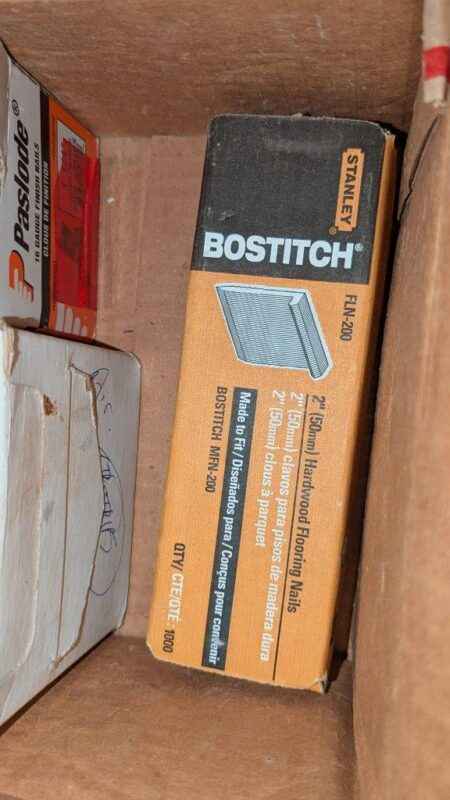 Paslode®
16 GAUGE FINISH NAILS
CLOUS DE FINITION
STANLEY®
BOSTITCH®
FLN-200
2" (50mm) Hardwood Flooring Nails
2" (50mm) clavos para pisos de madera dura
2" (50mm) clous à parquet
Made to Fit / Diseñados para / Conçus pour convenir
BOSTITCH MFN-200
QTY/CTE/QTÉ: 1000